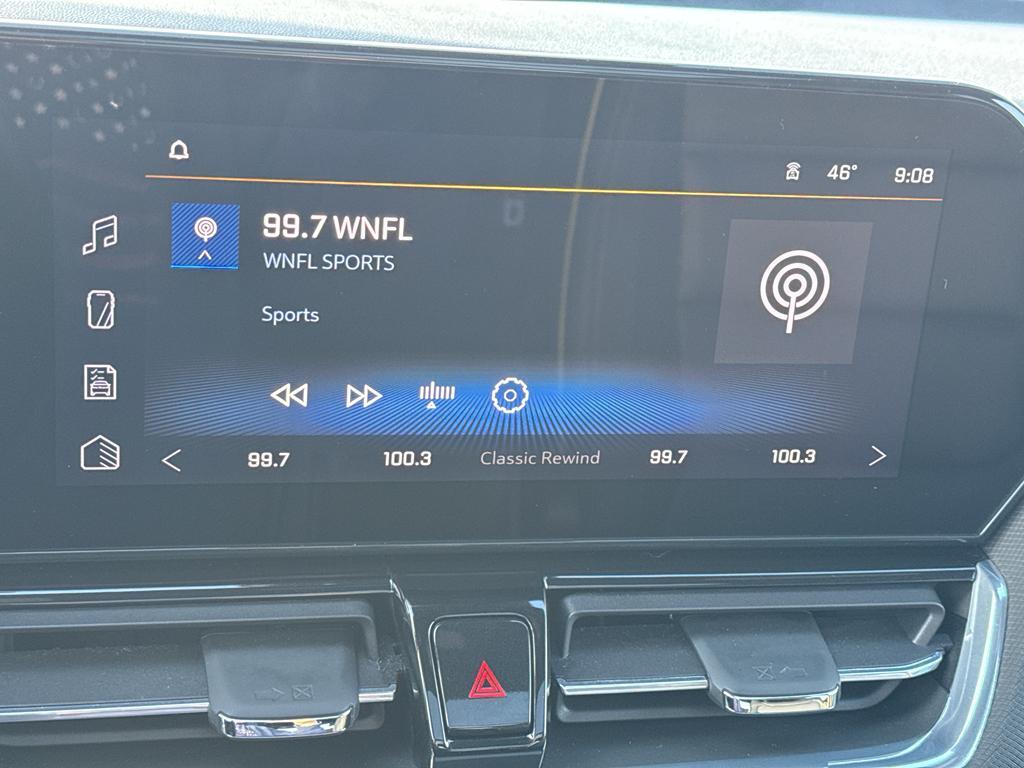 46° 9:08
99.7 WNFL
WNFL SPORTS
Sports
99.7 100.3 Classic Rewind 99.7 100.3